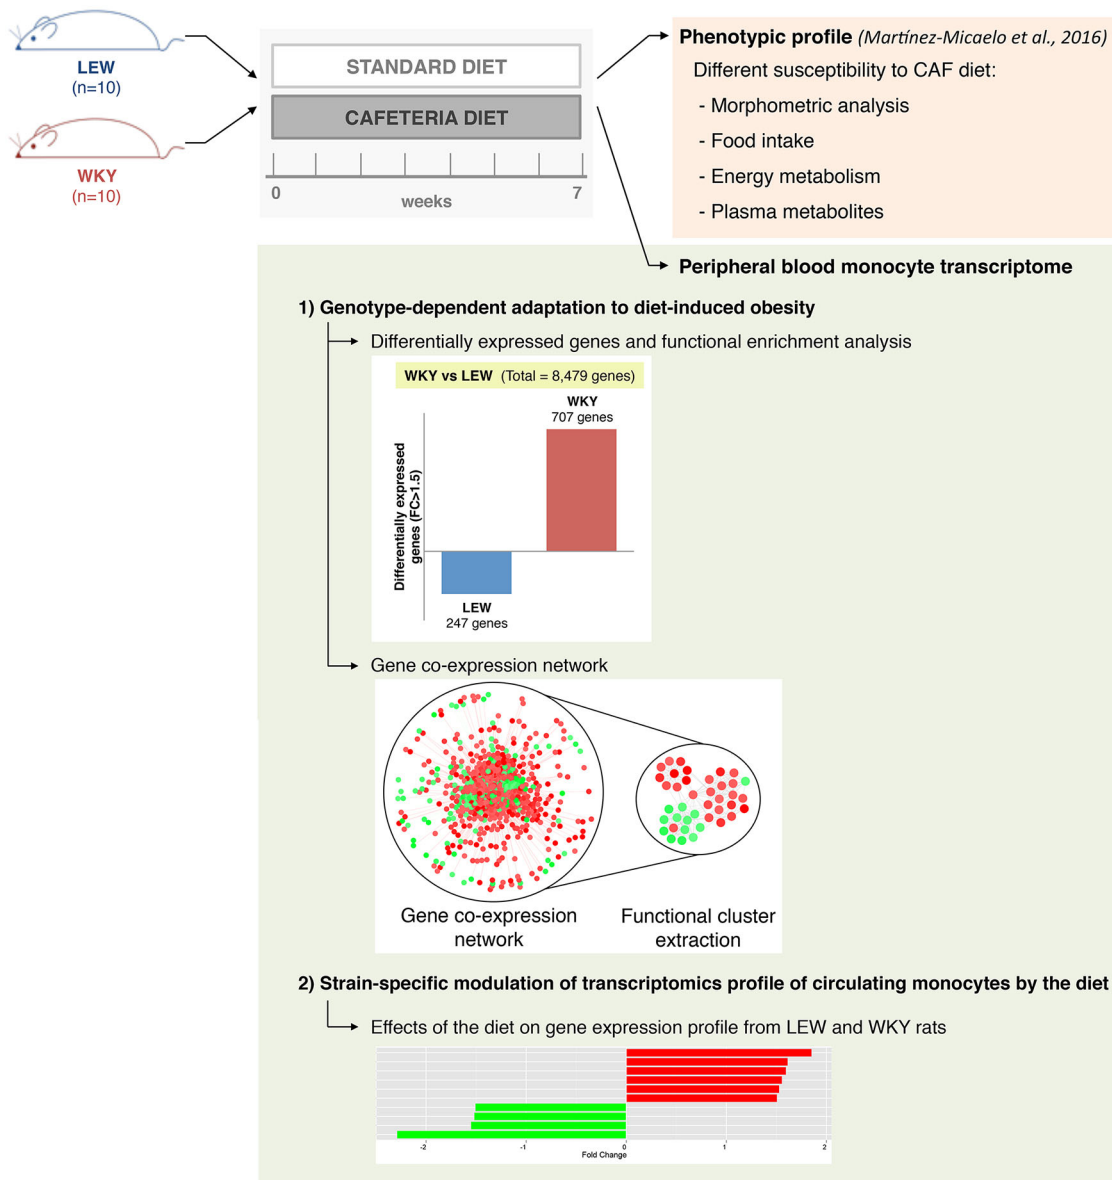 LEW
(n=10)
WKY
(n=10)
STANDARD DIET
CAFETERIA DIET
0
7
weeks
Phenotypic profile (Martínez-Micaelo et al., 2016)
Different susceptibility to CAF diet:
- Morphometric analysis
- Food intake
- Energy metabolism
- Plasma metabolites
Peripheral blood monocyte transcriptome
1) Genotype-dependent adaptation to diet-induced obesity
Differentially expressed genes and functional enrichment analysis
WKY vs LEW (Total = 8,479 genes)
WKY
707 genes
Differentially expressed
genes (FC>1.5)
LEW
247 genes
Gene co-expression network
Gene co-expression
network
Functional cluster
extraction
2) Strain-specific modulation of transcriptomics profile of circulating monocytes by the diet
Effects of the diet on gene expression profile from LEW and WKY rats
-2
-1
0
1
2
Fold Change